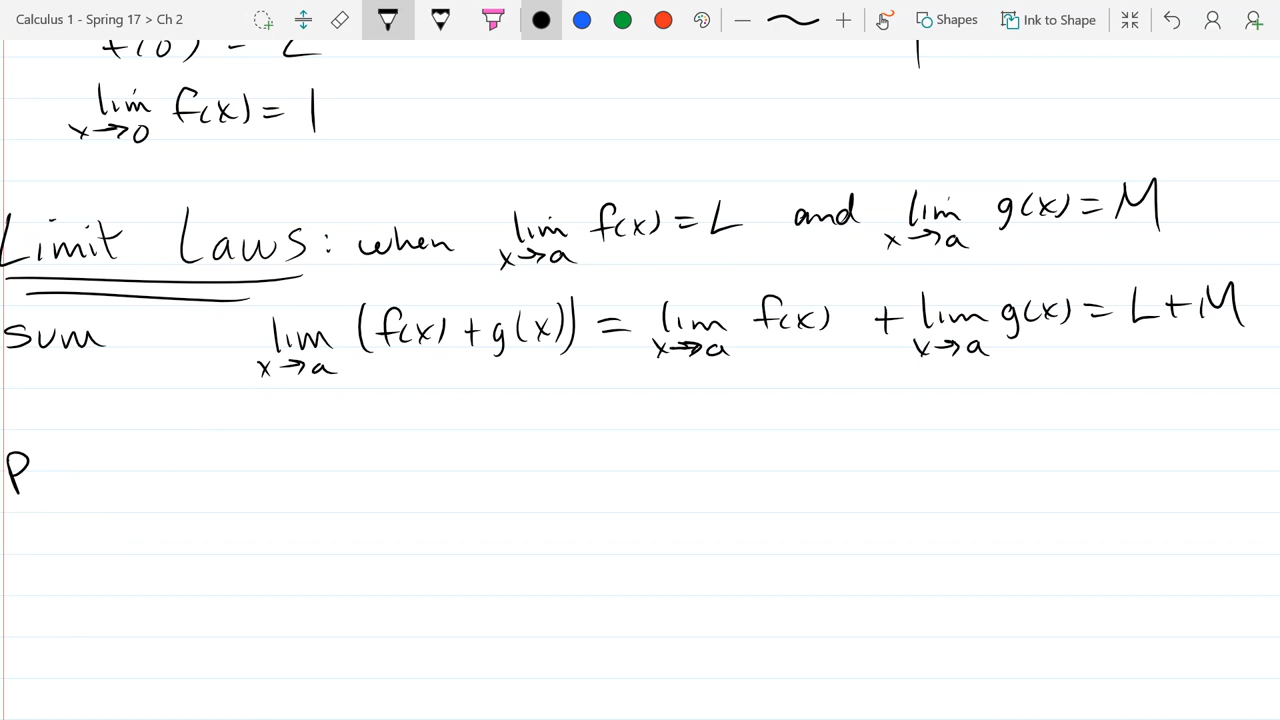 Calculus 1 - Spring 17 > Ch 2 Shapes Ink to Shape
f(0) = L
lim x→0 f(x) = 1
Limit Laws: when lim x→a f(x) = L and lim x→a g(x) = M
sum lim x→a (f(x) + g(x)) = lim x→a f(x) + lim x→a g(x) = L + M
P